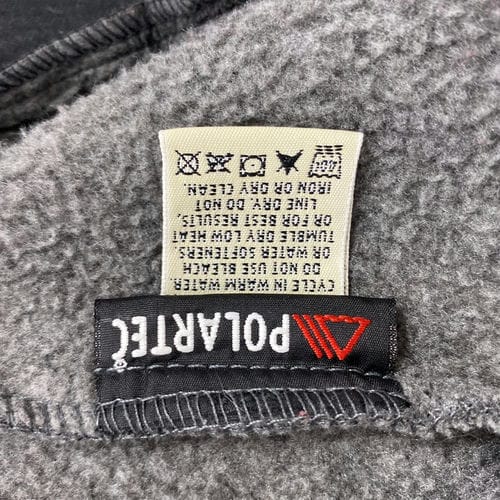 POLARTEC®
CYCLE IN WARM WATER
DO NOT USE BLEACH
OR WATER SOFTENERS
TUMBLE DRY LOW HEAT
OR FOR BEST RESULTS,
LINE DRY. DO NOT
IRON OR DRY CLEAN.